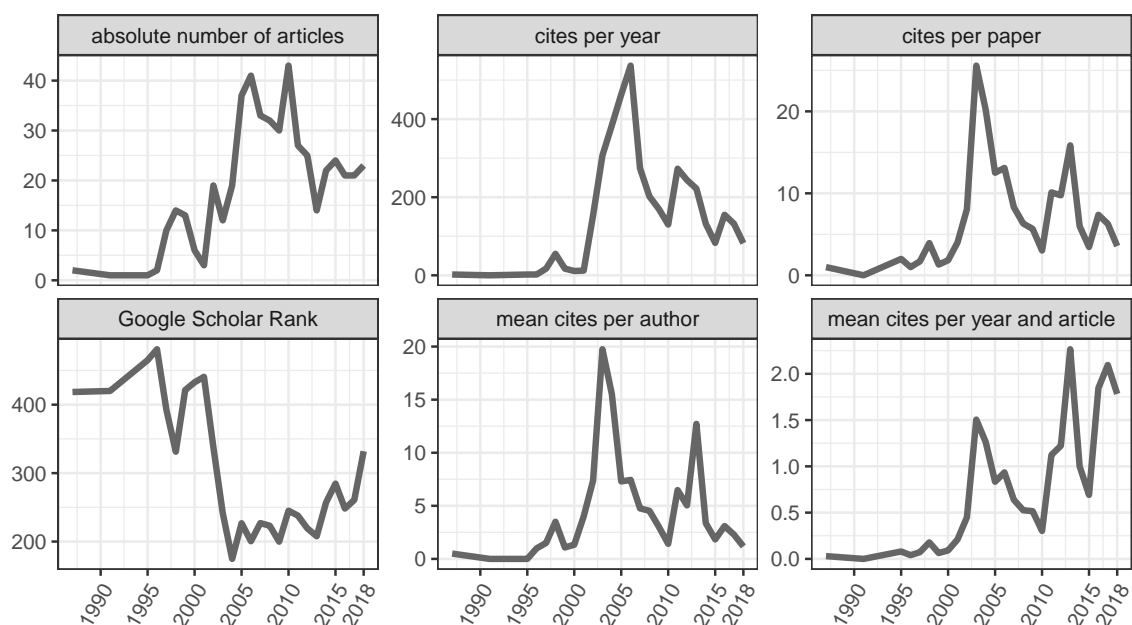 absolute number of articles
cites per year
cites per paper
40
30
20
10
0
400
200
0
20
10
0
Google Scholar Rank
mean cites per author
mean cites per year and article
400
300
200
20
15
10
5
0
2.0
1.5
1.0
0.5
0.0
1990 1995 2000 2005 2010 2015 2018
1990 1995 2000 2005 2010 2015 2018
1990 1995 2000 2005 2010 2015 2018